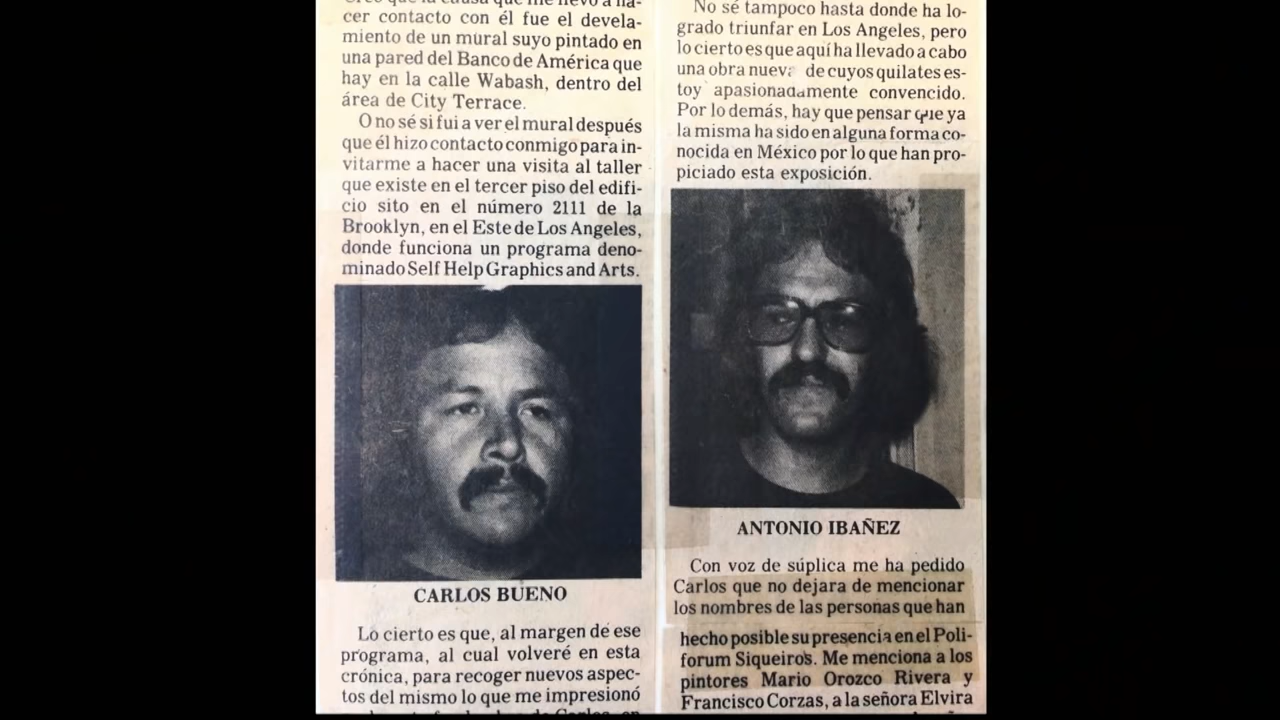 cer contacto con él fue el devela-
miento de un mural suyo pintado en
una pared del Banco de América que
hay en la calle Wabash, dentro del
área de City Terrace.
O no sé si fui a ver el mural después
que él hizo contacto conmigo para in-
vitarme a hacer una visita al taller
que existe en el tercer piso del edifi-
cio sito en el número 2111 de la
Brooklyn, en el Este de Los Angeles,
donde funciona un programa deno-
minado Self Help Graphics and Arts.
CARLOS BUENO
Lo cierto es que, al margen de ese
programa, al cual volveré en esta
crónica, para recoger nuevos aspec-
tos del mismo lo que me impresionó
No sé tampoco hasta donde ha lo-
grado triunfar en Los Angeles, pero
lo cierto es que aquí ha llevado a cabo
una obra nueva de cuyos quilates es-
toy apasionadamente convencido.
Por lo demás, hay que pensar que ya
la misma ha sido en alguna forma co-
nocida en México por lo que han pro-
piciado esta exposición.
ANTONIO IBAÑEZ
Con voz de súplica me ha pedido
Carlos que no dejara de mencionar
los nombres de las personas que han
hecho posible su presencia en el Poli-
forum Siqueiros. Me menciona a los
pintores Mario Orozco Rivera y
Francisco Corzas, a la señora Elvira